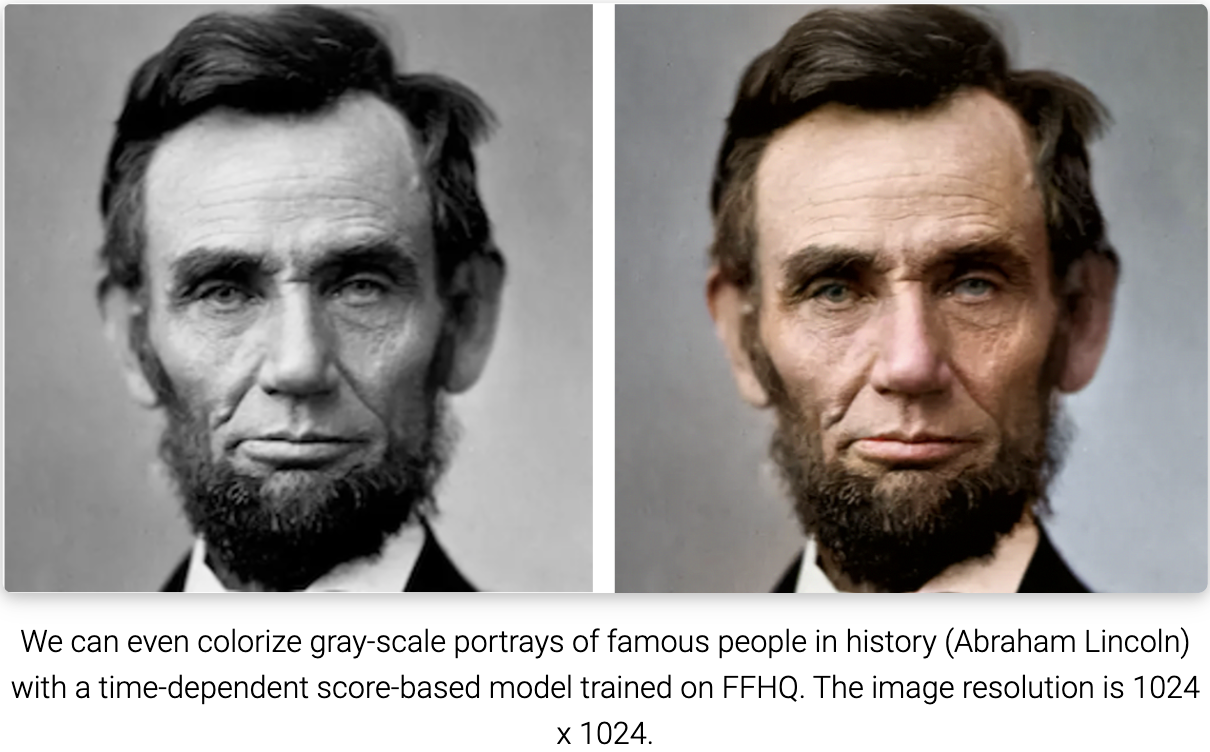 We can even colorize gray-scale portrays of famous people in history (Abraham Lincoln)
with a time-dependent score-based model trained on FFHQ. The image resolution is 1024
x 1024.